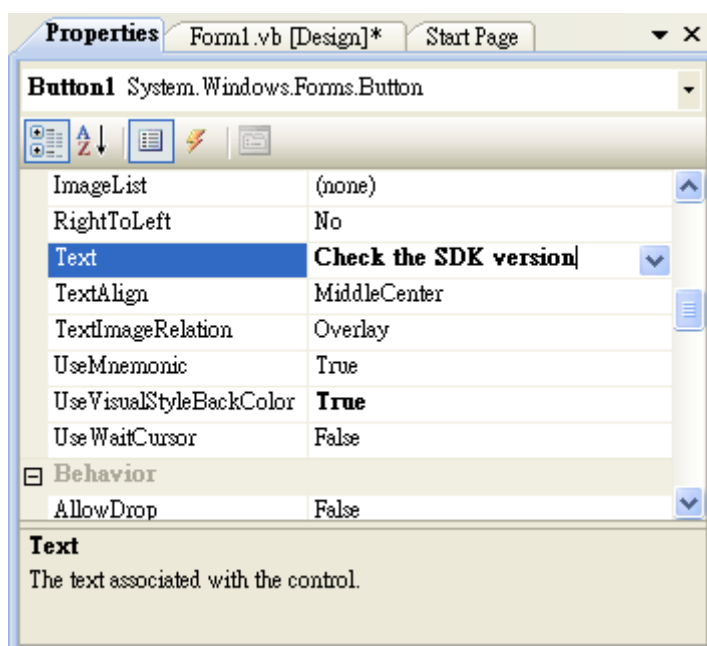 Properties Form1.vb [Design]* Start Page
Button1 System.Windows.Forms.Button
ImageList (none)
RightToLeft No
Text Check the SDK version
TextAlign MiddleCenter
TextImageRelation Overlay
UseMnemonic True
UseVisualStyleBackColor True
UseWaitCursor False
Behavior
AllowDrop False
Text
The text associated with the control.